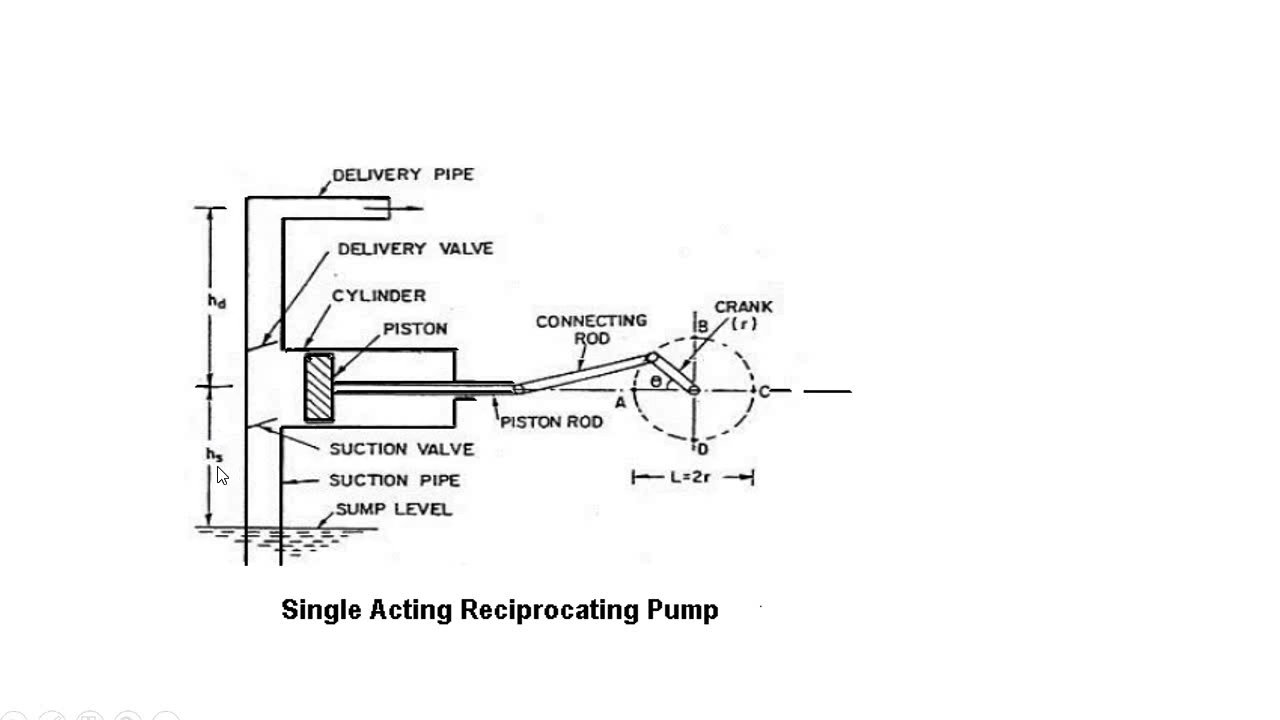 DELIVERY PIPE
DELIVERY VALVE
hd
CYLINDER
PISTON
CONNECTING
ROD
CRANK
(r)
B
θ
A
C
PISTON ROD
D
SUCTION VALVE
hs
L=2r
SUCTION PIPE
SUMP LEVEL
Single Acting Reciprocating Pump